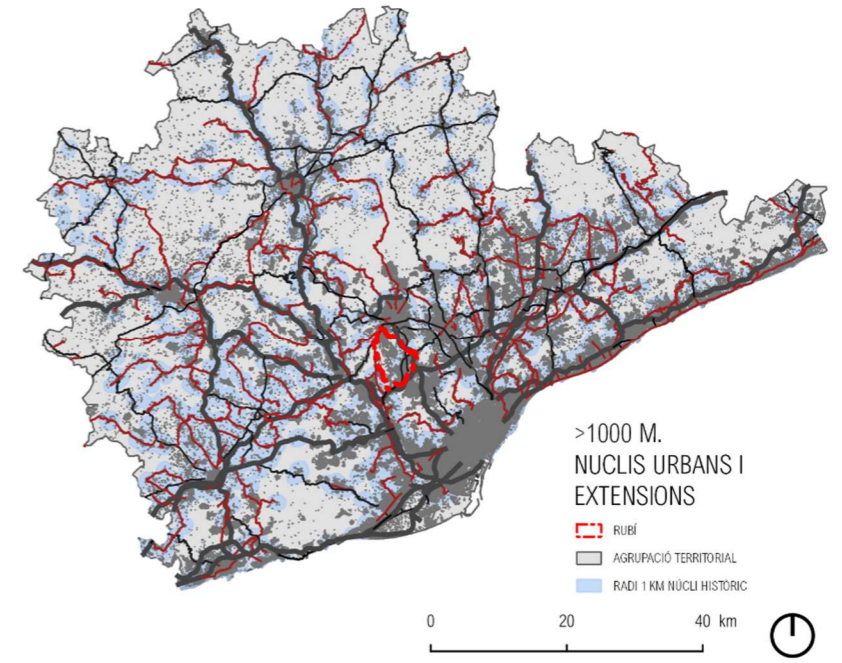 >1000 M.
NUCLIS URBANS I
EXTENSIONS
RUBÍ
AGRUPACIÓ TERRITORIAL
RADI 1 KM NÚCLI HISTÒRIC
0 20 40 km